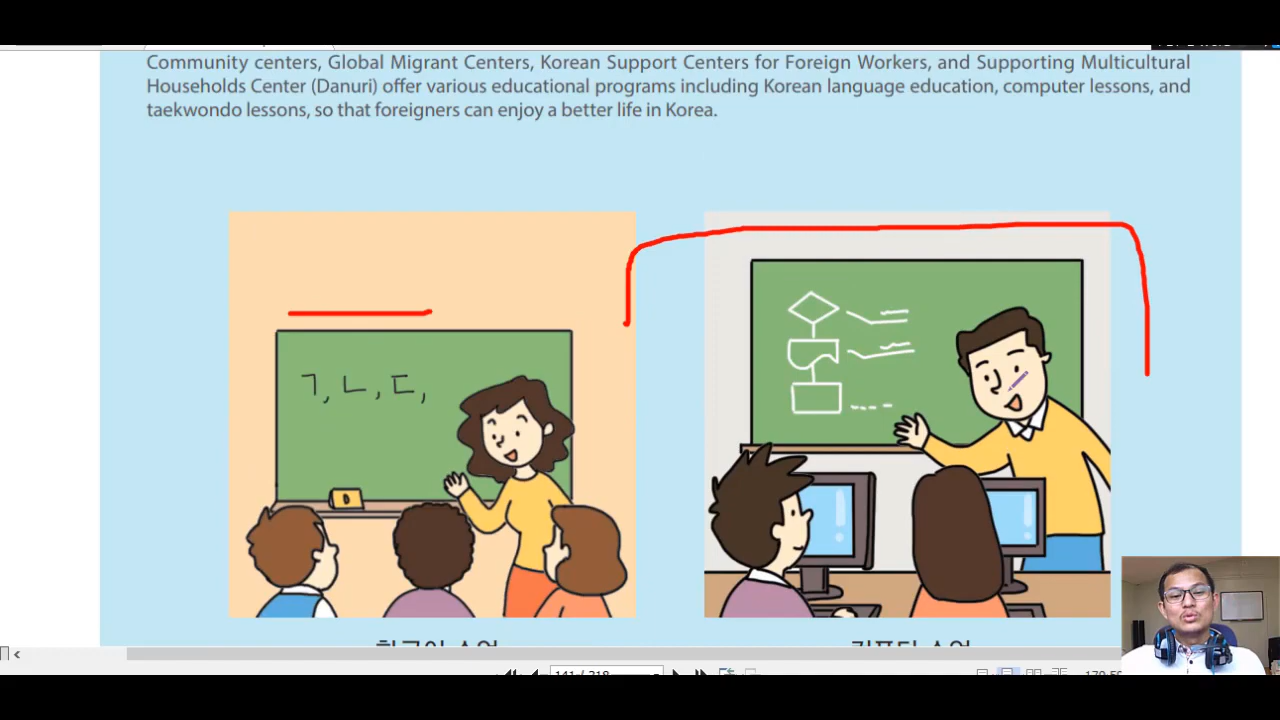 Community centers, Global Migrant Centers, Korean Support Centers for Foreign Workers, and Supporting Multicultural
Households Center (Danuri) offer various educational programs including Korean language education, computer lessons, and
taekwondo lessons, so that foreigners can enjoy a better life in Korea.
ㄱ, ㄴ, ㄷ,
141 / 218